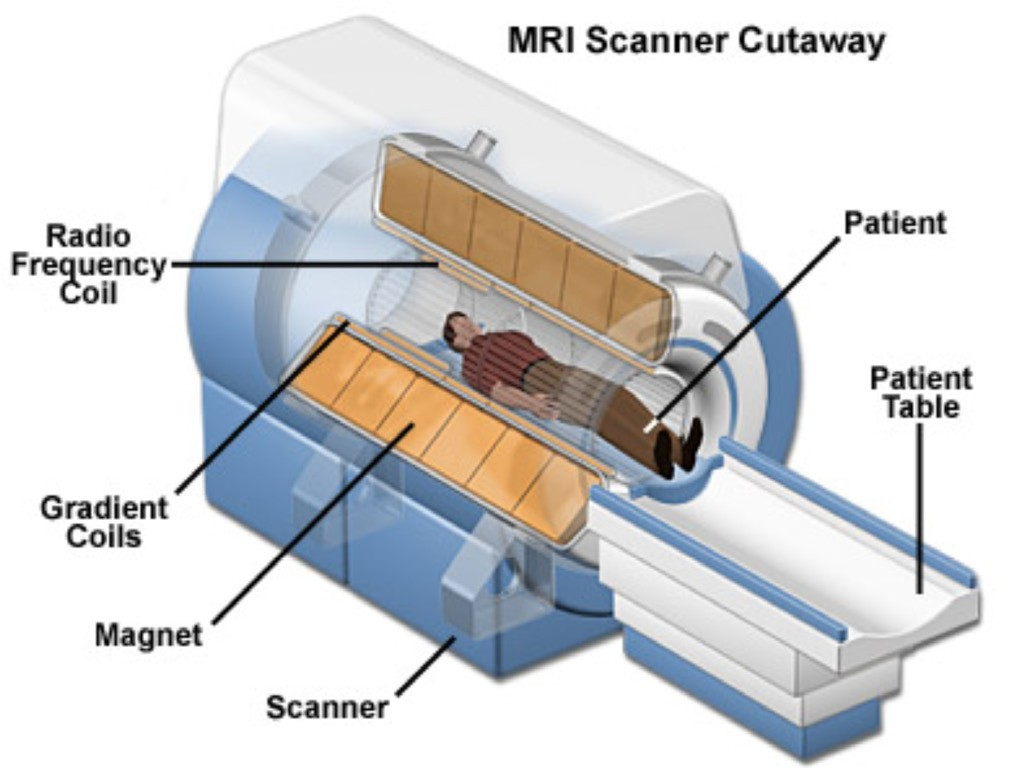 MRI Scanner Cutaway
Radio
Frequency
Coil
Patient
Patient
Table
Gradient
Coils
Magnet
Scanner